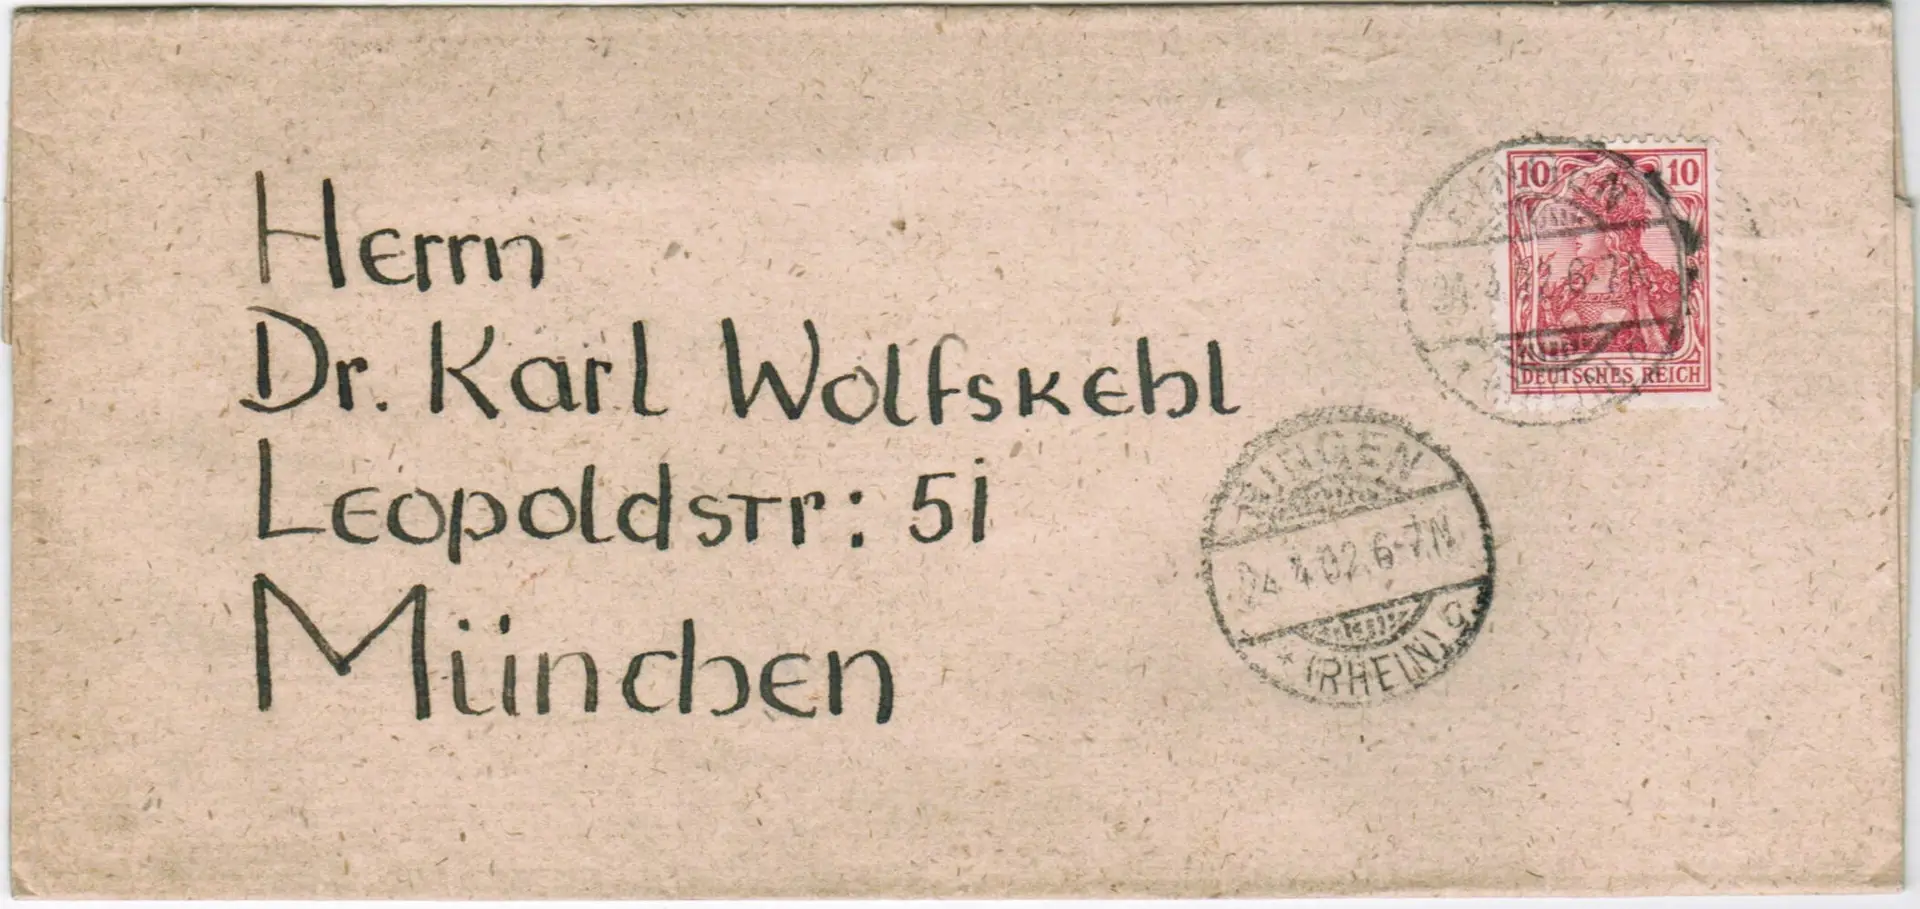 Herrn
Dr. Karl Wolfskehl
Leopoldstr: 51
München
10 10
DEUTSCHES REICH
BINGEN
24.4.02.6-7N.
* (RHEIN) g